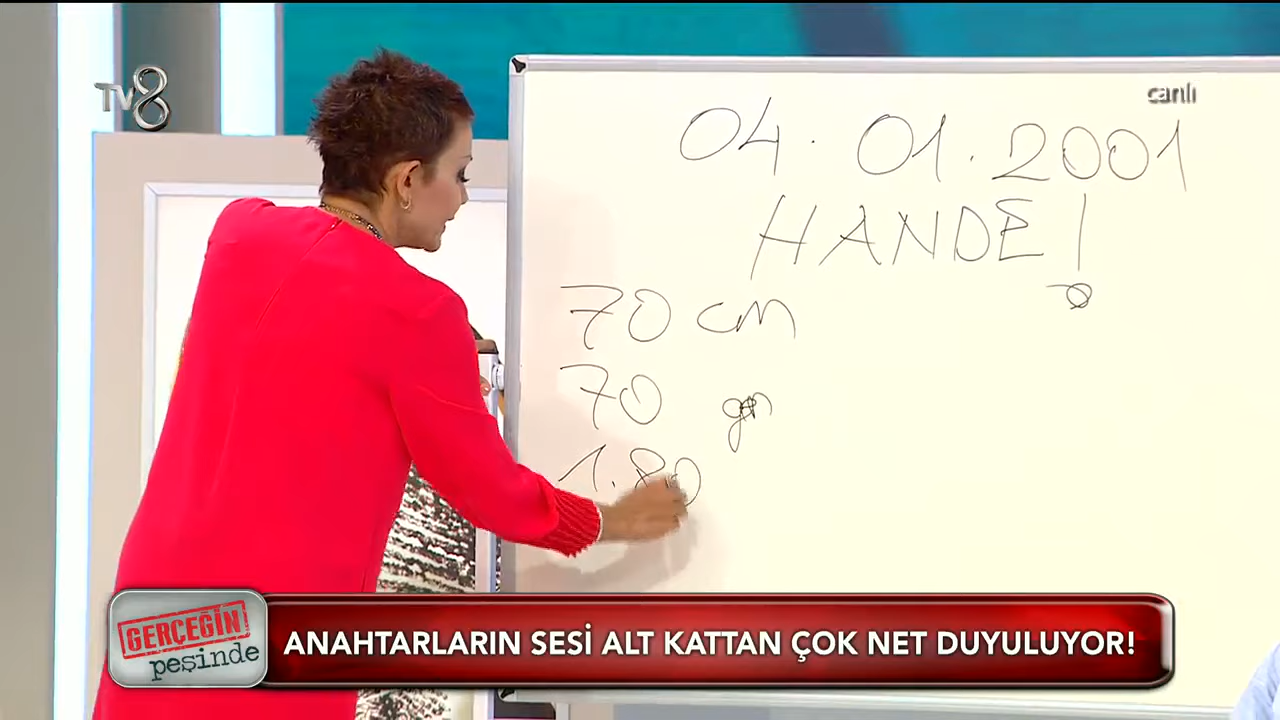 TV8
canlı
04.01.2001
HANDE!
70 cm
70 gm
1.80
GERÇEĞİN
peşinde
ANAHTARLARIN SESİ ALT KATTAN ÇOK NET DUYULUYOR!